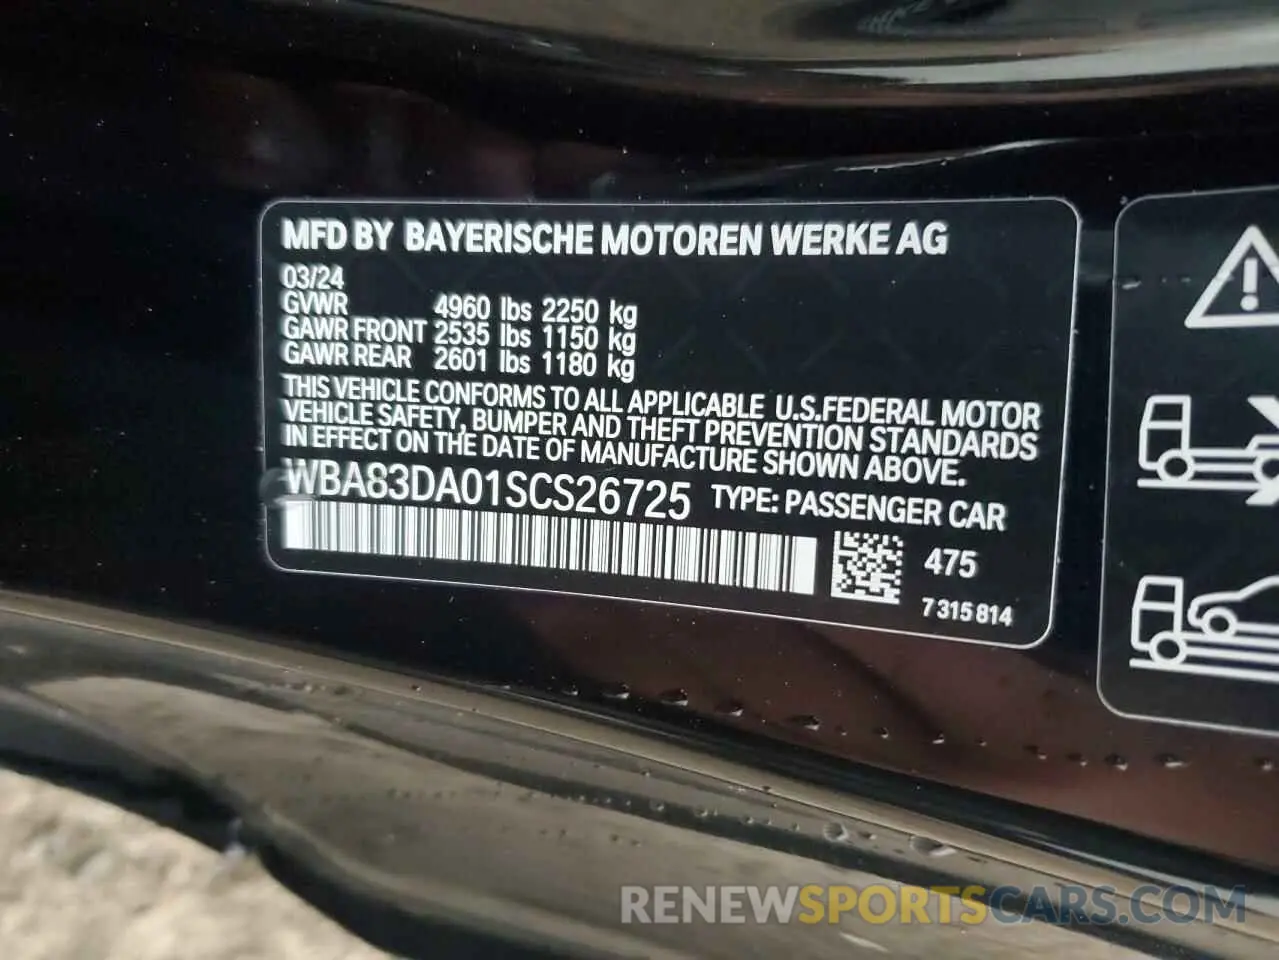 MFD BY BAYERISCHE MOTOREN WERKE AG
03/24
GVWR 4960 lbs 2250 kg
GAWR FRONT 2535 lbs 1150 kg
GAWR REAR 2601 lbs 1180 kg
THIS VEHICLE CONFORMS TO ALL APPLICABLE U.S.FEDERAL MOTOR
VEHICLE SAFETY, BUMPER AND THEFT PREVENTION STANDARDS
IN EFFECT ON THE DATE OF MANUFACTURE SHOWN ABOVE.
WBA83DA01SCS26725 TYPE: PASSENGER CAR
475
7 315 814
RENEWSPORTSCARS.COM